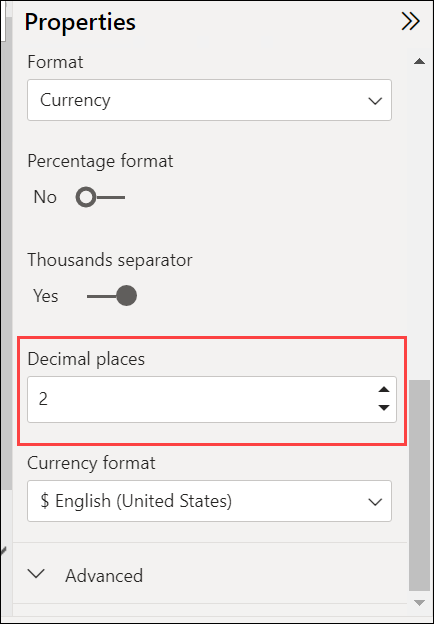 Properties
Format
Currency
Percentage format
No
Thousands separator
Yes
Decimal places
2
Currency format
$ English (United States)
Advanced